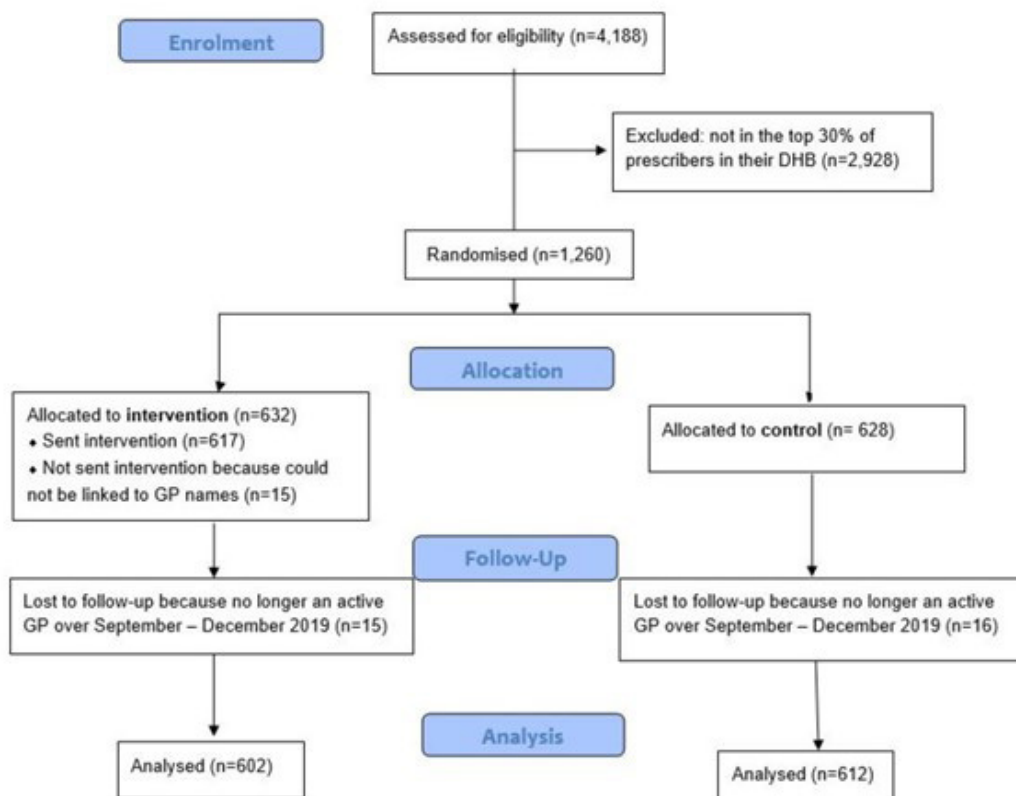 Enrolment
Assessed for eligibility (n=4,188)
Excluded: not in the top 30% of
prescribers in their DHB (n=2,928)
Randomised (n=1,260)
Allocation
Allocated to intervention (n=632)
• Sent intervention (n=617)
• Not sent intervention because could
not be linked to GP names (n=15)
Allocated to control (n= 628)
Follow-Up
Lost to follow-up because no longer an active
GP over September – December 2019 (n=15)
Lost to follow-up because no longer an active
GP over September – December 2019 (n=16)
Analysis
Analysed (n=602)
Analysed (n=612)